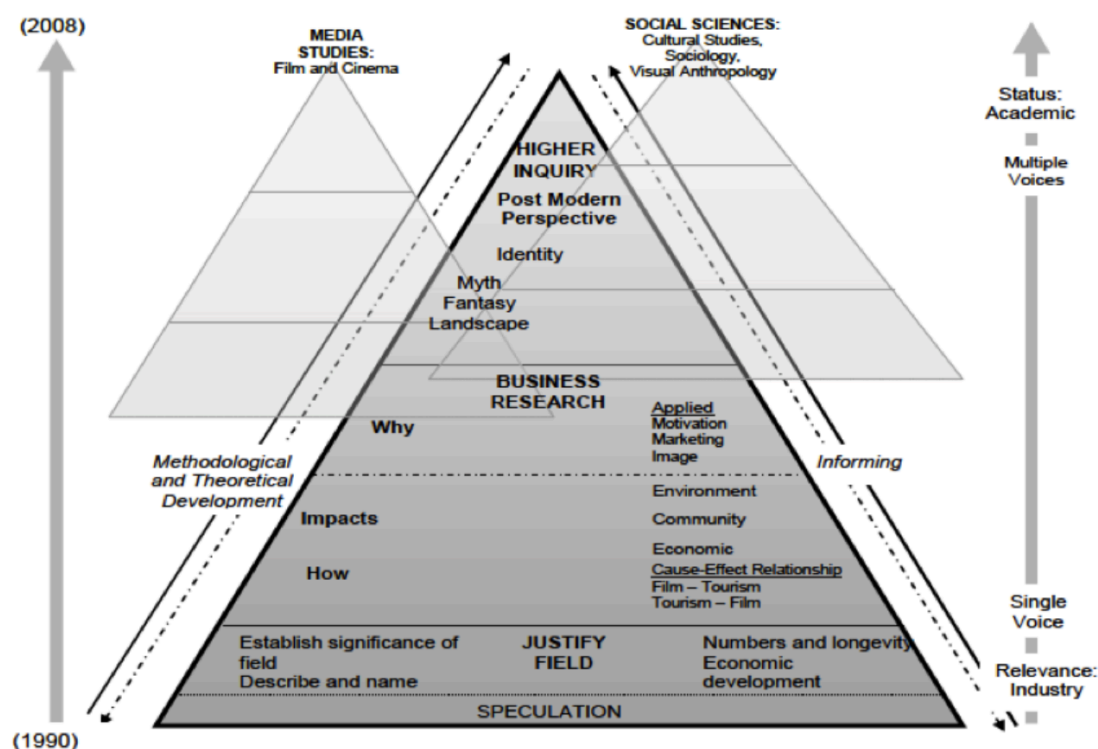 (2008)
MEDIA
STUDIES:
Film and Cinema
SOCIAL SCIENCES:
Cultural Studies,
Sociology,
Visual Anthropology
Status:
Academic
Multiple
Voices
HIGHER
INQUIRY
Post Modern
Perspective
Identity
Myth
Fantasy
Landscape
BUSINESS
RESEARCH
Why
Applied
Motivation
Marketing
Image
Methodological
and Theoretical
Development
Informing
Impacts
Environment
Community
Economic
How
Cause-Effect Relationship
Film – Tourism
Tourism – Film
Single
Voice
Establish significance of
field
Describe and name
JUSTIFY
FIELD
Numbers and longevity
Economic
development
Relevance:
Industry
SPECULATION
(1990)